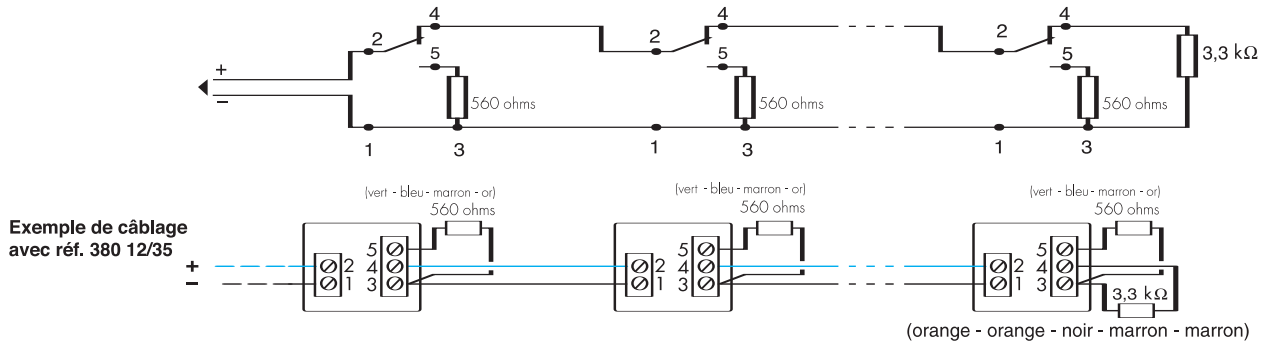 4 4 4
2 2 2
5 5 5
+
−
560 ohms 560 ohms 560 ohms
3,3 kΩ
1 3 1 3 1 3
(vert - bleu - marron - or) (vert - bleu - marron - or) (vert - bleu - marron - or)
560 ohms 560 ohms 560 ohms
Exemple de câblage
avec réf. 380 12/35
5 5 5
+ 2 4 2 4 2 4
− 1 3 1 3 1 3
3,3 kΩ
(orange - orange - noir - marron - marron)